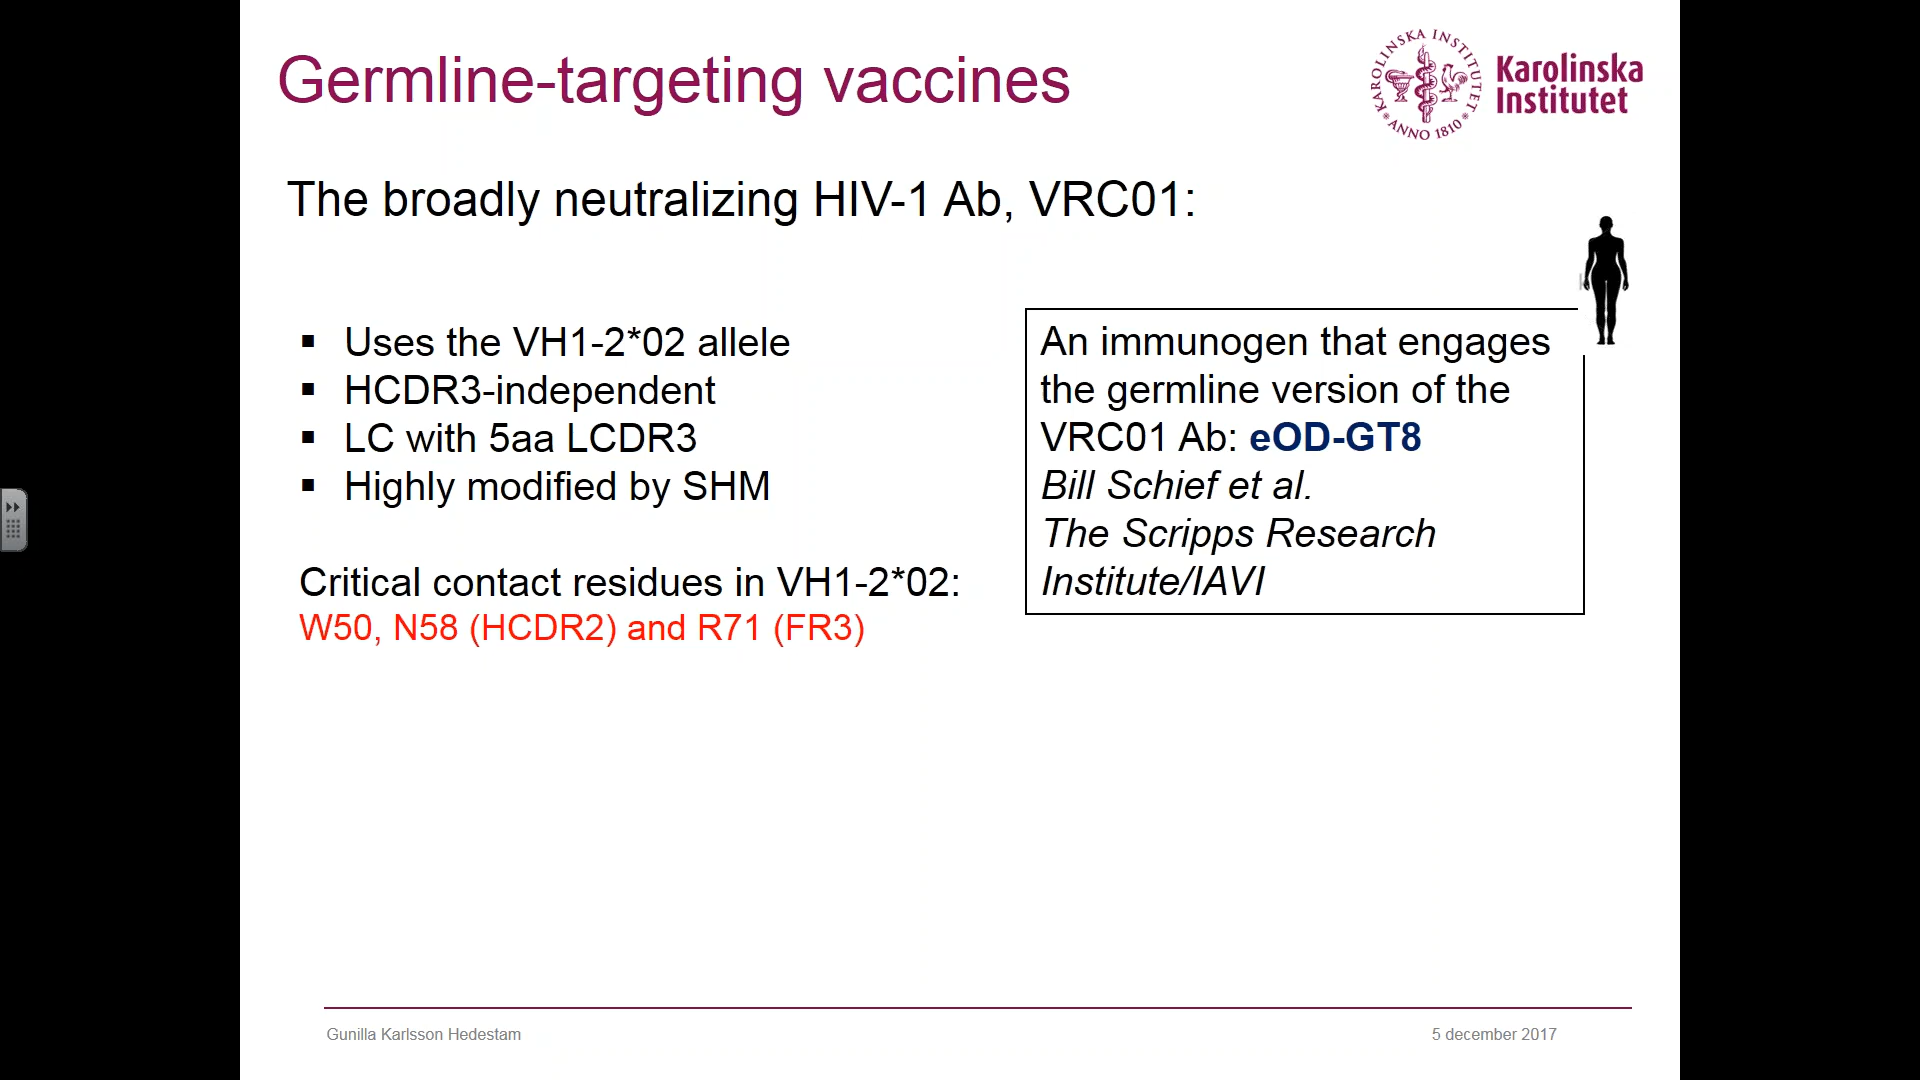 Germline-targeting vaccines
KAROLINSKA INSTITUTET
ANNO 1810
Karolinska
Institutet
The broadly neutralizing HIV-1 Ab, VRC01:
▪ Uses the VH1-2*02 allele
▪ HCDR3-independent
▪ LC with 5aa LCDR3
▪ Highly modified by SHM
Critical contact residues in VH1-2*02:
W50, N58 (HCDR2) and R71 (FR3)
An immunogen that engages
the germline version of the
VRC01 Ab: eOD-GT8
Bill Schief et al.
The Scripps Research
Institute/IAVI
Gunilla Karlsson Hedestam
5 december 2017